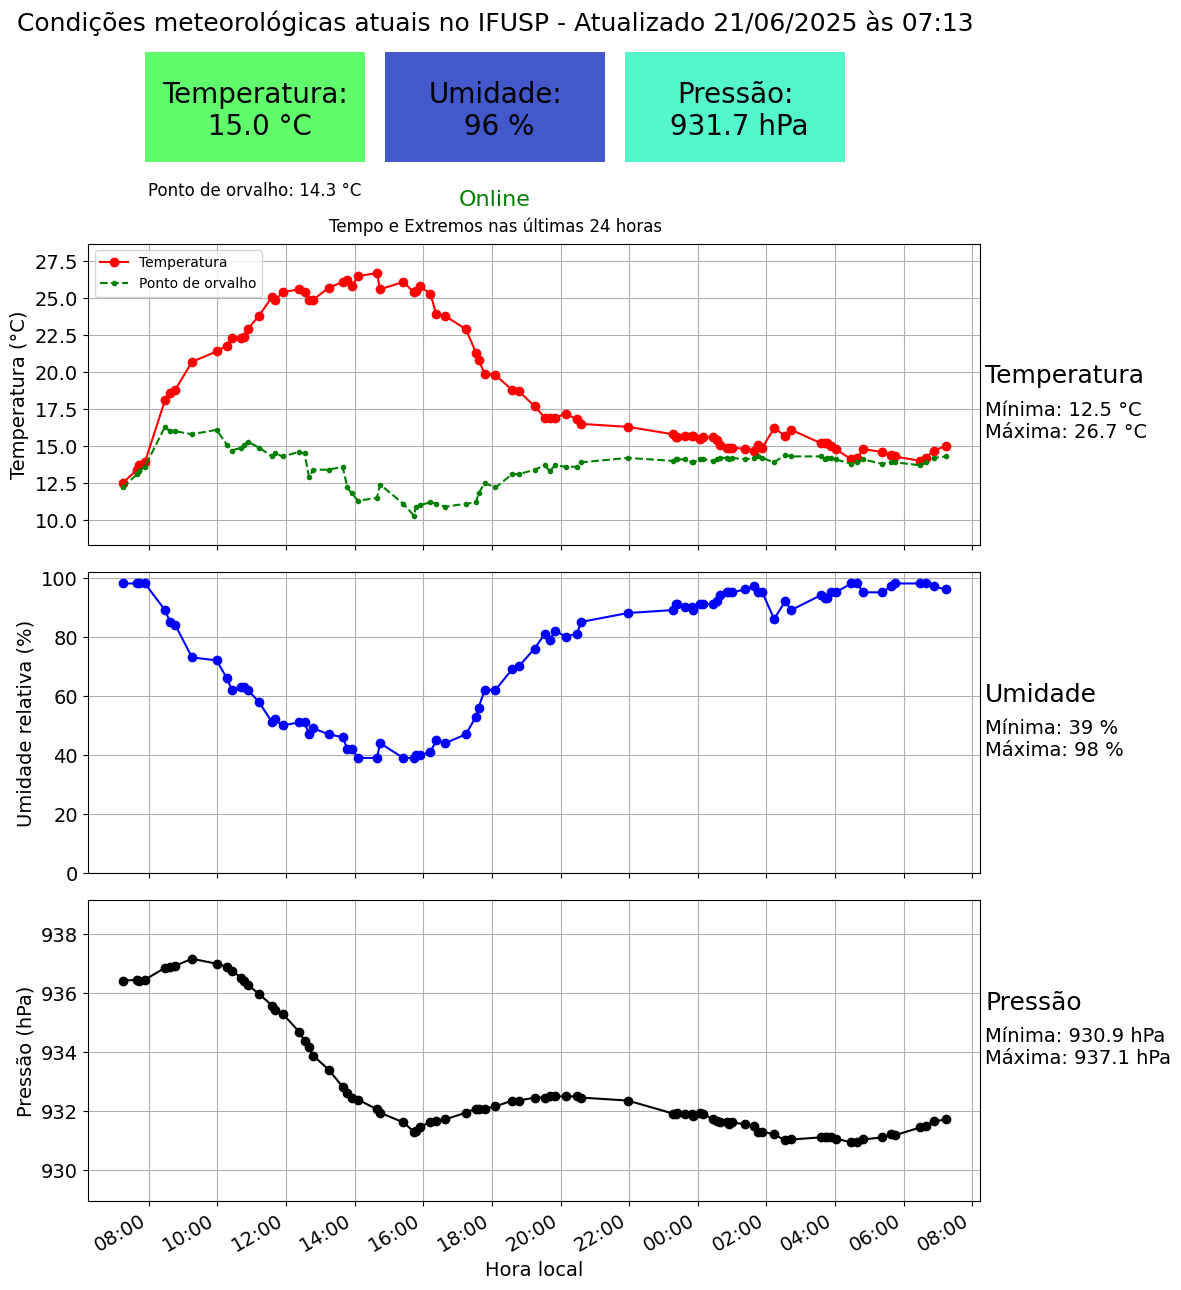 Condições meteorológicas atuais no IFUSP - Atualizado 21/06/2025 às 07:13
Temperatura:
15.0 °C
Umidade:
96 %
Pressão:
931.7 hPa
Ponto de orvalho: 14.3 °C
Online
Tempo e Extremos nas últimas 24 horas
Temperatura (°C)
27.5
25.0
22.5
20.0
17.5
15.0
12.5
10.0
Temperatura
Ponto de orvalho
Temperatura
Mínima: 12.5 °C
Máxima: 26.7 °C
Umidade relativa (%)
100
80
60
40
20
0
Umidade
Mínima: 39 %
Máxima: 98 %
Pressão (hPa)
938
936
934
932
930
Pressão
Mínima: 930.9 hPa
Máxima: 937.1 hPa
08:00 10:00 12:00 14:00 16:00 18:00 20:00 22:00 00:00 02:00 04:00 06:00 08:00
Hora local